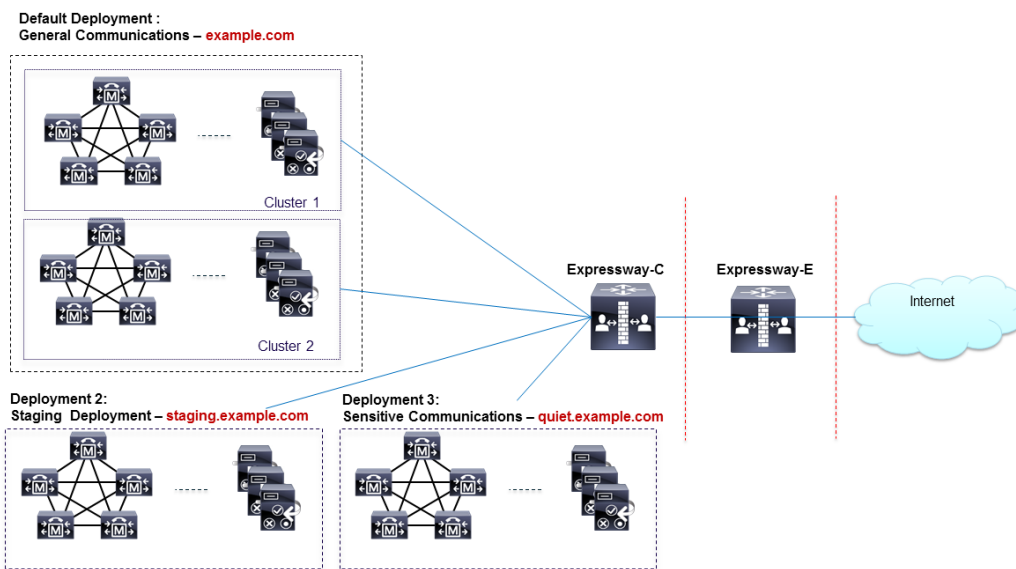 Default Deployment :
General Communications – example.com
M
M
M
M
M
Cluster 1
M
M
M
M
M
Cluster 2
Expressway-C
Expressway-E
Internet
Deployment 2:
Staging Deployment – staging.example.com
Deployment 3:
Sensitive Communications – quiet.example.com
M
M
M
M
M
M
M
M
M
M